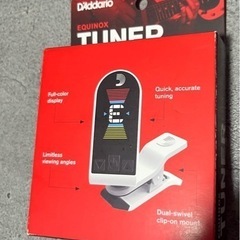 D'Addario
EQUINOX
TUNER
Full-color
display
Quick, accurate
tuning
Limitless
viewing angles
Dual-swivel
clip-on mount